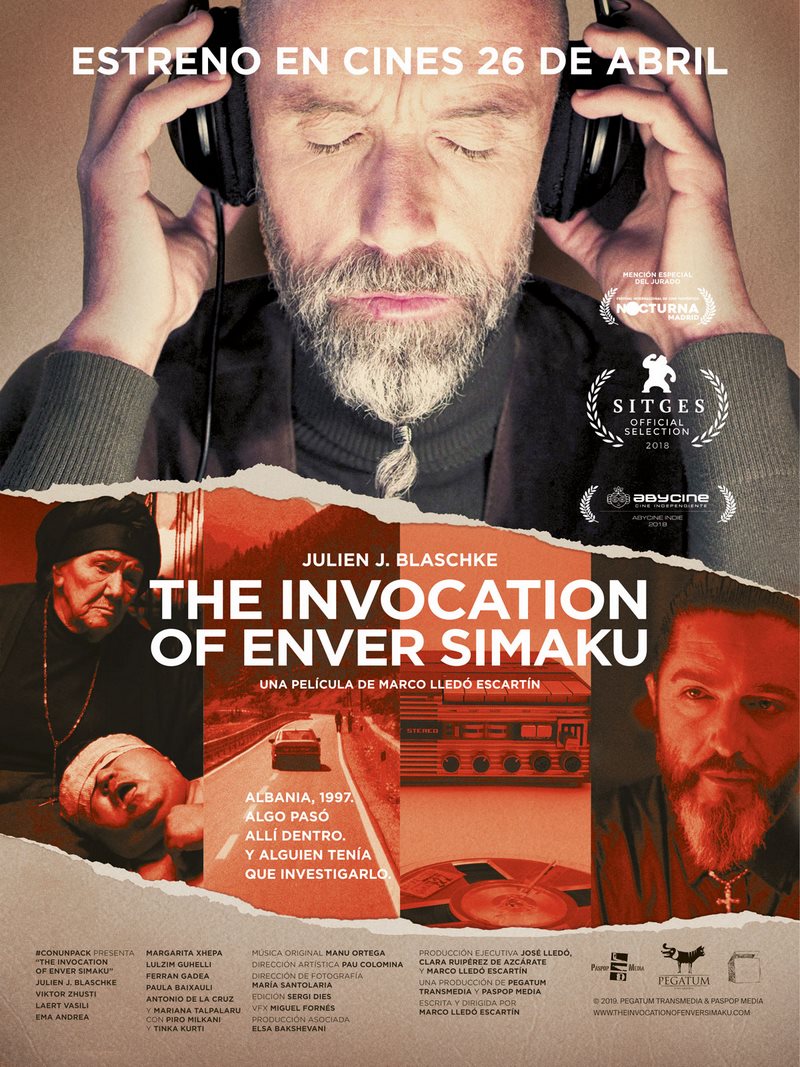 ESTRENO EN CINES 26 DE ABRIL
MENCIÓN ESPECIAL
DEL JURADO
NOCTURNA
MADRID
SITGES
OFFICIAL
SELECTION
2018
ABYCINE
CINE INDEPENDIENTE
ABYCINE INDIE
2018
JULIEN J. BLASCHKE
THE INVOCATION
OF ENVER SIMAKU
UNA PELÍCULA DE MARCO LLEDÓ ESCARTÍN
STEREO
ALBANIA, 1997.
ALGO PASÓ
ALLÍ DENTRO.
Y ALGUIEN TENÍA
QUE INVESTIGARLO.
#CONUNPACK PRESENTA
"THE INVOCATION
OF ENVER SIMAKU"
JULIEN J. BLASCHKE
VIKTOR ZHUSTI
LAERT VASILI
EMA ANDREA
MARGARITA XHEPA
LULZIM GUHELLI
FERRAN GADEA
PAULA BAIXAULI
ANTONIO DE LA CRUZ
Y MARIANA TALPALARU
CON PIRO MILKANI
Y TINKA KURTI
MÚSICA ORIGINAL MANU ORTEGA
DIRECCIÓN ARTÍSTICA PAU COLOMINA
DIRECCIÓN DE FOTOGRAFÍA
MARÍA SANTOLARIA
EDICION SERGI DIES
VFX MIGUEL FORNÉS
PRODUCCIÓN ASOCIADA
ELSA BAKSHEVANI
PRODUCCIÓN EJECUTIVA JOSÉ LLEDÓ,
CLARA RUIPÉREZ DE AZCÁRATE
Y MARCO LLEDÓ ESCARTÍN
UNA PRODUCCIÓN DE PEGATUM
TRANSMEDIA Y PASPOP MEDIA
ESCRITA Y DIRIGIDA POR
MARCO LLEDÓ ESCARTÍN
PASPOP MEDIA
PEGATUM
© 2019. PEGATUM TRANSMEDIA & PASPOP MEDIA
WWW.THEINVOCATIONOFENVERSIMAKU.COM